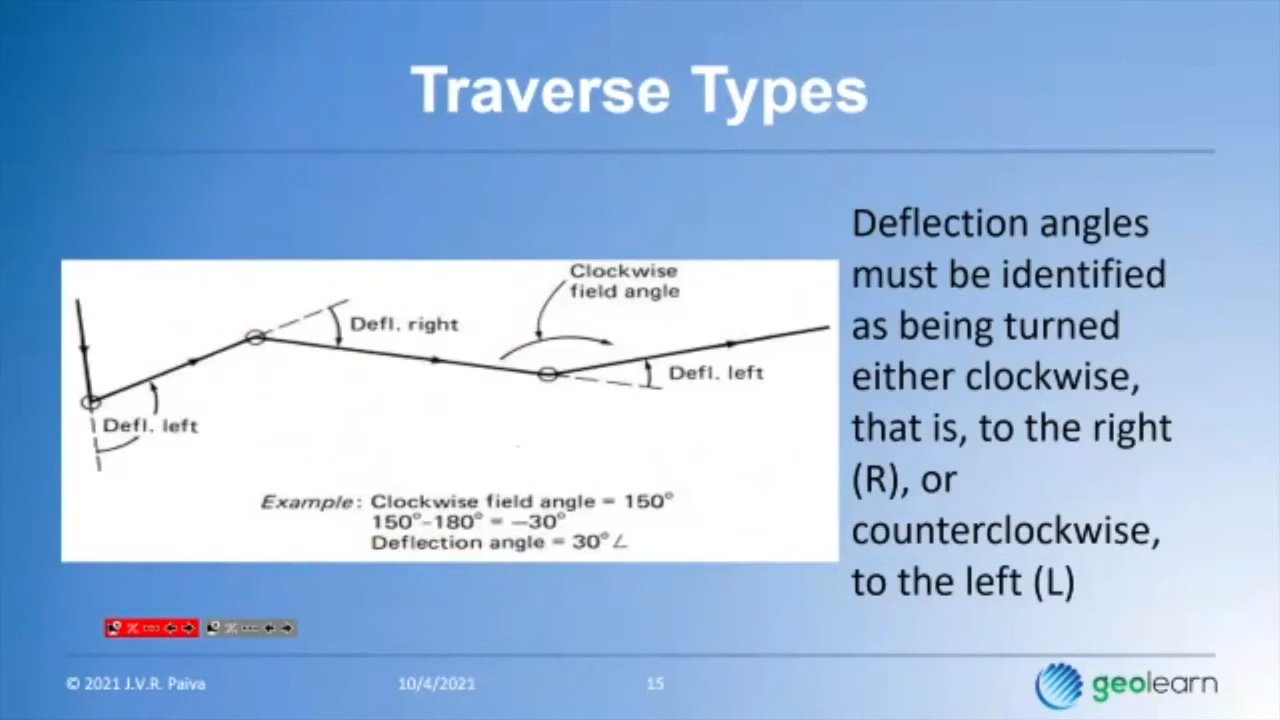 Traverse Types
Clockwise
field angle
Defl. right
Defl. left
Defl. left
Example: Clockwise field angle = 150°
150°-180° = -30°
Deflection angle = 30°∠
Deflection angles
must be identified
as being turned
either clockwise,
that is, to the right
(R), or
counterclockwise,
to the left (L)
© 2021 J.V.R. Paiva
10/4/2021
15
geolearn